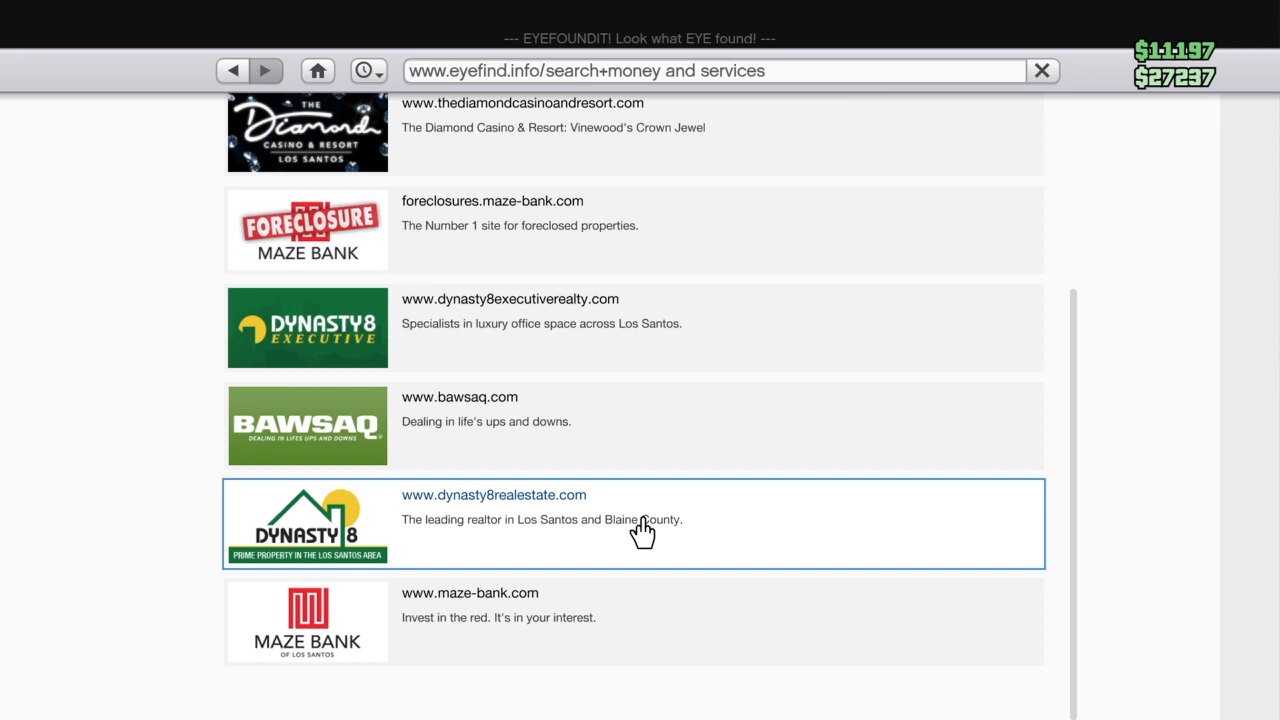 --- EYEFOUNDIT! Look what EYE found! ---
www.eyefind.info/search+money and services
$11197
$27237
THE
Diamond
CASINO & RESORT
LOS SANTOS
www.thediamondcasinoandresort.com
The Diamond Casino & Resort: Vinewood's Crown Jewel
FORECLOSURE
MAZE BANK
foreclosures.maze-bank.com
The Number 1 site for foreclosed properties.
DYNASTY8
EXECUTIVE
www.dynasty8executiverealty.com
Specialists in luxury office space across Los Santos.
BAWSAQ
DEALING IN LIFES UPS AND DOWNS
www.bawsaq.com
Dealing in life's ups and downs.
DYNASTY 8
PRIME PROPERTY IN THE LOS SANTOS AREA
www.dynasty8realestate.com
The leading realtor in Los Santos and Blaine County.
MAZE BANK
OF LOS SANTOS
www.maze-bank.com
Invest in the red. It's in your interest.